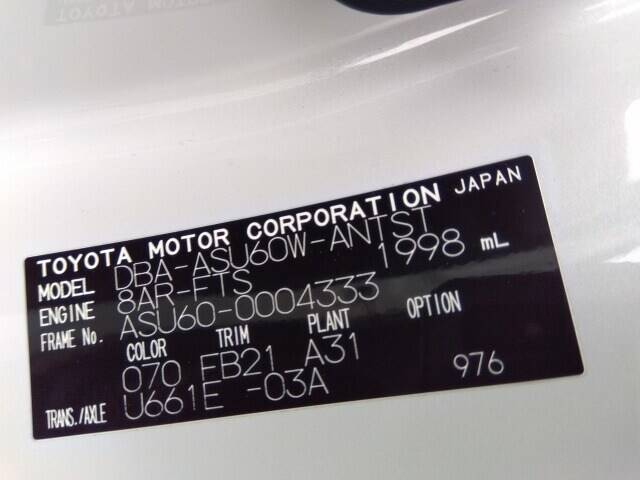 TOYOTA MOTOR CORPORATION JAPAN
MODEL DBA-ASU60W-ANTST
ENGINE 8AR-FTS 1998 mL
FRAME No. ASU60-0004333
COLOR TRIM PLANT OPTION
070 FB21 A31
TRANS./AXLE U661E -03A 976